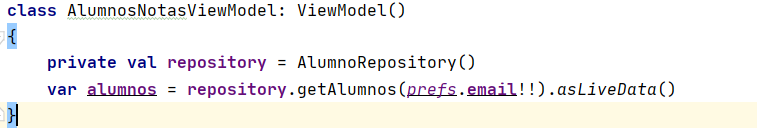 class AlumnosNotasViewModel: ViewModel()
{
private val repository = AlumnoRepository()
var alumnos = repository.getAlumnos(prefs.email!!).asLiveData()
}